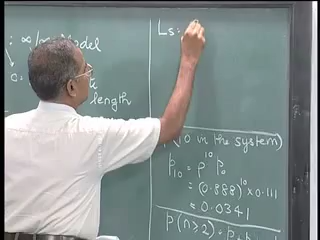 : ∞/∞ Model
Ls:
length
10 in the system)
p₁₀ = ρ¹⁰ p₀
= (0.888)¹⁰ × 0.111
= 0.0341
p(n≥2) =